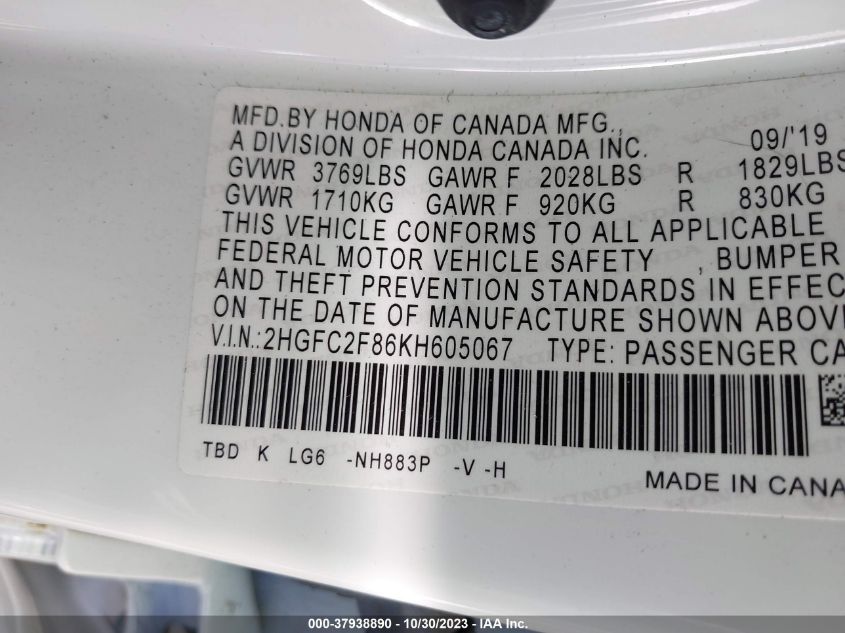 MFD.BY HONDA OF CANADA MFG.,
A DIVISION OF HONDA CANADA INC. 09/'19
GVWR 3769LBS GAWR F 2028LBS R 1829LBS
GVWR 1710KG GAWR F 920KG R 830KG
THIS VEHICLE CONFORMS TO ALL APPLICABLE
FEDERAL MOTOR VEHICLE SAFETY , BUMPER
AND THEFT PREVENTION STANDARDS IN EFFEC
ON THE DATE OF MANUFACTURE SHOWN ABOVE
V.I.N.:2HGFC2F86KH605067 TYPE: PASSENGER CA
TBD K LG6 -NH883P -V -H
MADE IN CANA
000-37938890 - 10/30/2023 - IAA Inc.